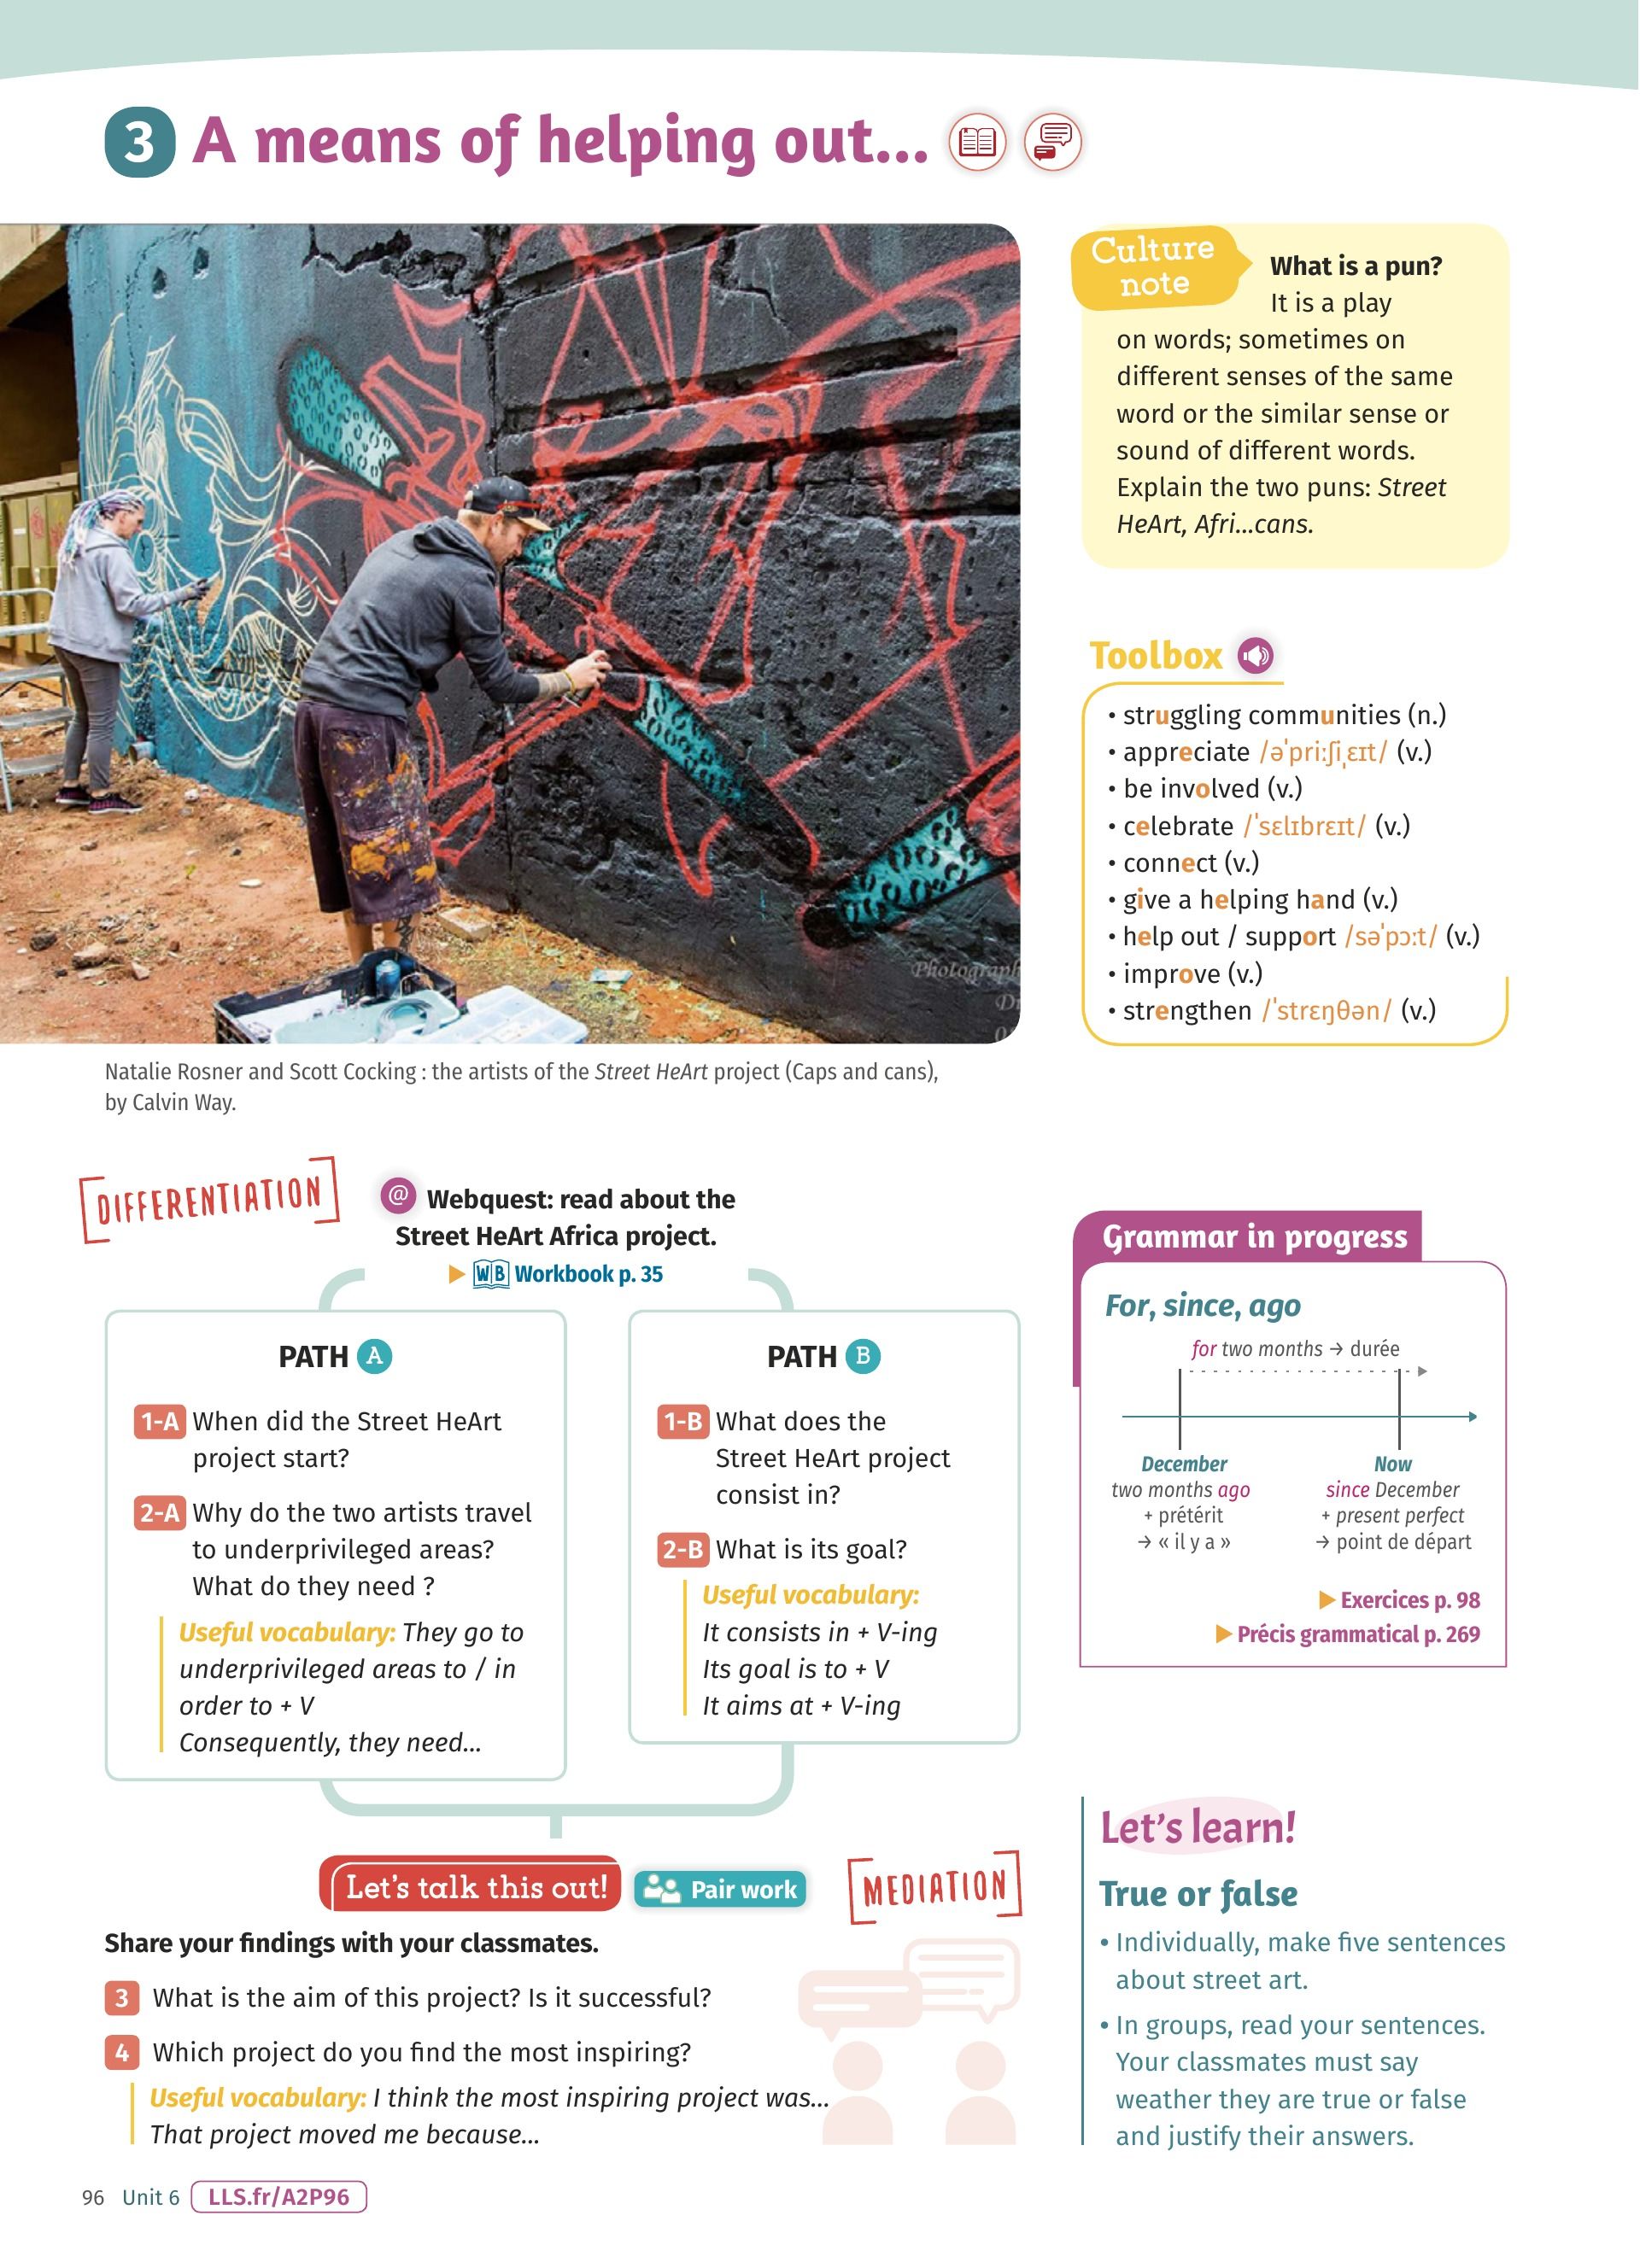 3 A means of helping out...
Culture
note
What is a pun?
It is a play
on words; sometimes on
different senses of the same
word or the similar sense or
sound of different words.
Explain the two puns: Street
HeArt, Afri...cans.
Photograph
Toolbox
• struggling communities (n.)
• appreciate /əˈpriːʃiˌɛɪt/ (v.)
• be involved (v.)
• celebrate /ˈsɛlɪbrɛɪt/ (v.)
• connect (v.)
• give a helping hand (v.)
• help out / support /səˈpɔːt/ (v.)
• improve (v.)
• strengthen /ˈstrɛŋθən/ (v.)
Natalie Rosner and Scott Cocking : the artists of the Street HeArt project (Caps and cans),
by Calvin Way.
DIFFERENTIATION
@ Webquest: read about the
Street HeArt Africa project.
▶ WB Workbook p. 35
PATH A
1-A When did the Street HeArt
project start?
2-A Why do the two artists travel
to underprivileged areas?
What do they need ?
Useful vocabulary: They go to
underprivileged areas to / in
order to + V
Consequently, they need...
PATH B
1-B What does the
Street HeArt project
consist in?
2-B What is its goal?
Useful vocabulary:
It consists in + V-ing
Its goal is to + V
It aims at + V-ing
Let's talk this out!
Pair work
MEDIATION
Share your findings with your classmates.
3 What is the aim of this project? Is it successful?
4 Which project do you find the most inspiring?
Useful vocabulary: I think the most inspiring project was...
That project moved me because...
Grammar in progress
For, since, ago
for two months → durée
December
two months ago
+ prétérit
→ « il y a »
Now
since December
+ present perfect
→ point de départ
▶ Exercices p. 98
▶ Précis grammatical p. 269
Let's learn!
True or false
• Individually, make five sentences
about street art.
• In groups, read your sentences.
Your classmates must say
weather they are true or false
and justify their answers.
96 Unit 6 LLS.fr/A2P96